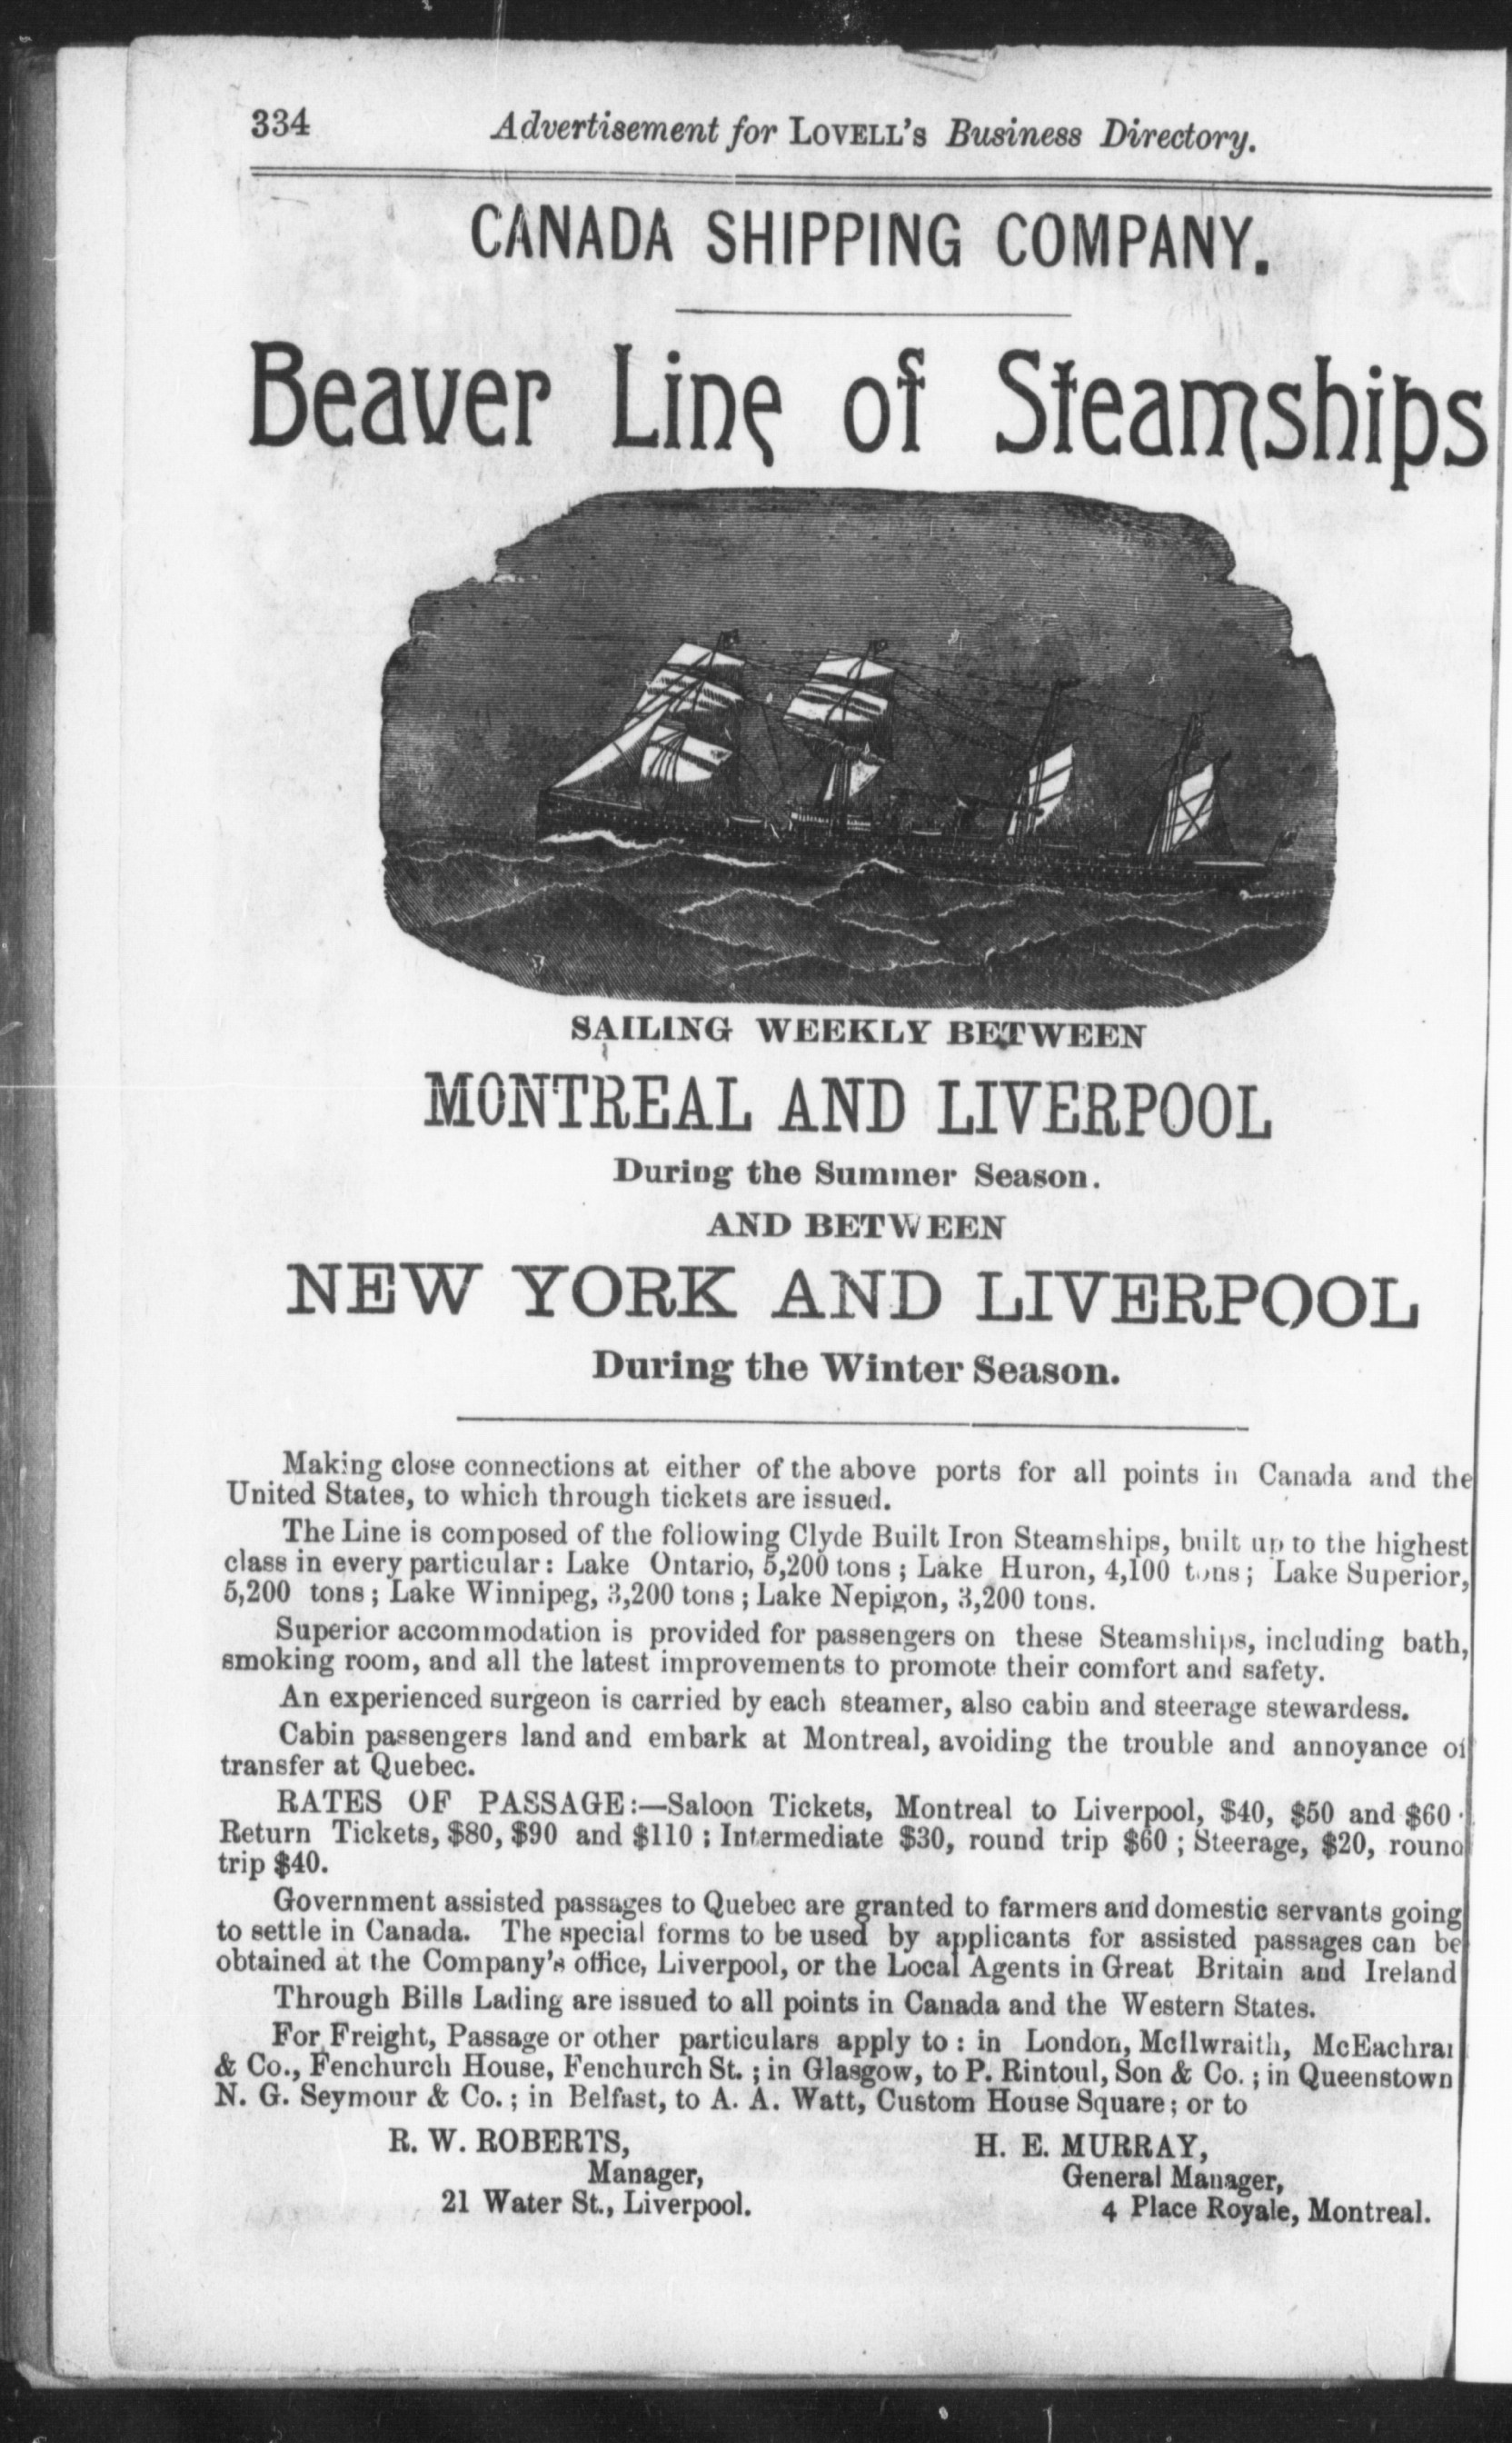 334 Advertisement for LOVELL'S Business Directory.
CANADA SHIPPING COMPANY.
Beaver Line of Steamships
SAILING WEEKLY BETWEEN
MONTREAL AND LIVERPOOL
During the Summer Season.
AND BETWEEN
NEW YORK AND LIVERPOOL
During the Winter Season.
Making close connections at either of the above ports for all points in Canada and the
United States, to which through tickets are issued.
The Line is composed of the following Clyde Built Iron Steamships, built up to the highest
class in every particular: Lake Ontario, 5,200 tons; Lake Huron, 4,100 tons; Lake Superior,
5,200 tons; Lake Winnipeg, 3,200 tons; Lake Nepigon, 3,200 tons.
Superior accommodation is provided for passengers on these Steamships, including bath,
smoking room, and all the latest improvements to promote their comfort and safety.
An experienced surgeon is carried by each steamer, also cabin and steerage stewardess.
Cabin passengers land and embark at Montreal, avoiding the trouble and annoyance of
transfer at Quebec.
RATES OF PASSAGE:—Saloon Tickets, Montreal to Liverpool, $40, $50 and $60.
Return Tickets, $80, $90 and $110; Intermediate $30, round trip $60; Steerage, $20, round
trip $40.
Government assisted passages to Quebec are granted to farmers and domestic servants going
to settle in Canada. The special forms to be used by applicants for assisted passages can be
obtained at the Company's office, Liverpool, or the Local Agents in Great Britain and Ireland
Through Bills Lading are issued to all points in Canada and the Western States.
For Freight, Passage or other particulars apply to: in London, McIlwraith, McEachran
& Co., Fenchurch House, Fenchurch St.; in Glasgow, to P. Rintoul, Son & Co.; in Queenstown
N. G. Seymour & Co.; in Belfast, to A. A. Watt, Custom House Square; or to
R. W. ROBERTS,
Manager,
21 Water St., Liverpool.
H. E. MURRAY,
General Manager,
4 Place Royale, Montreal.